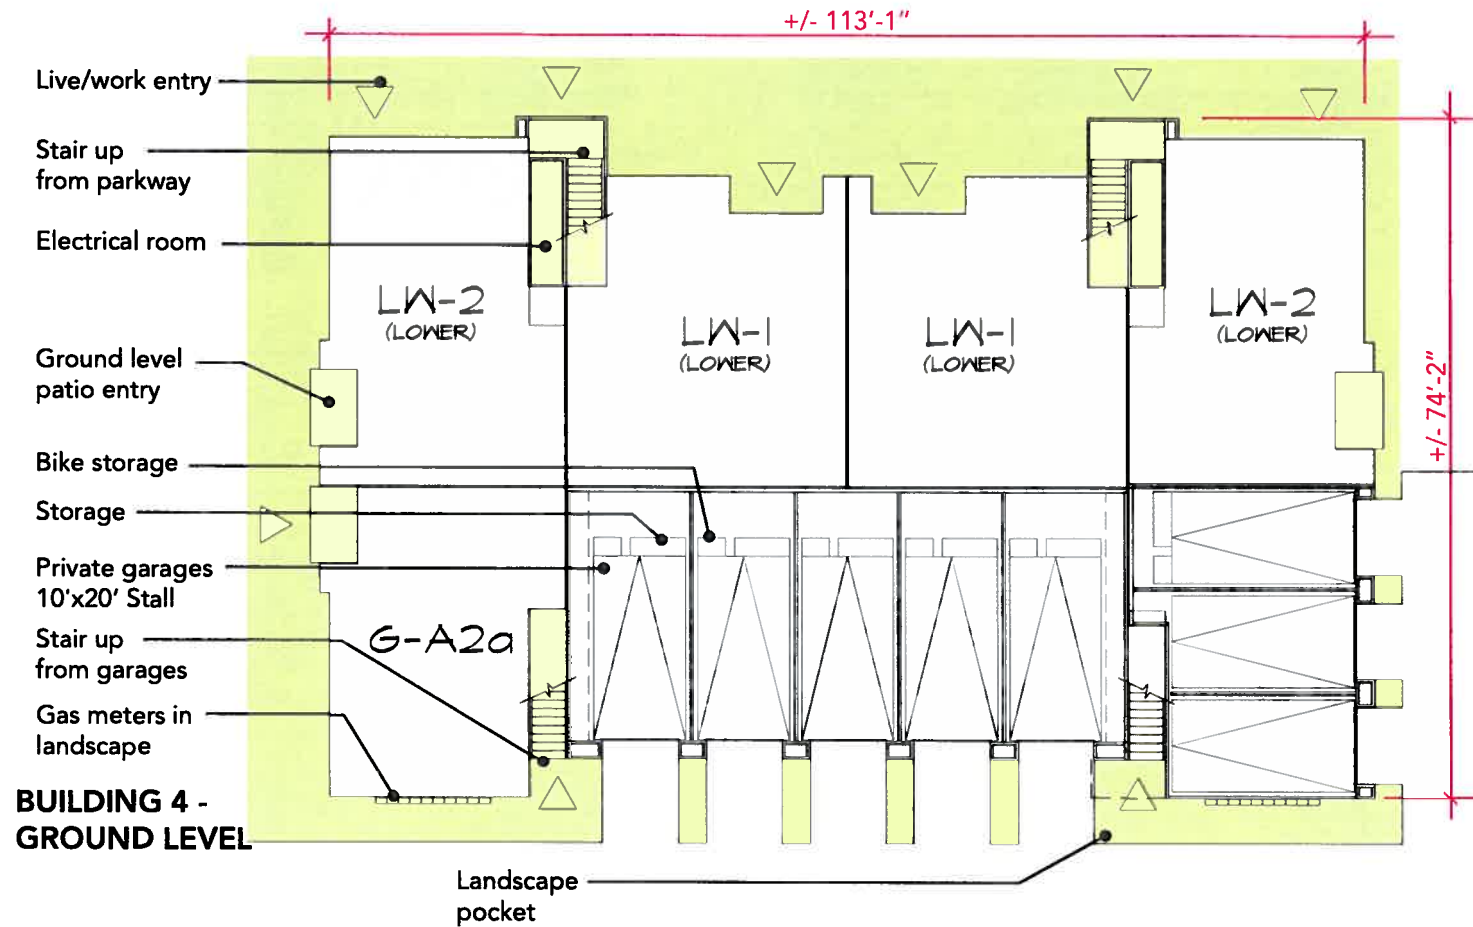 +/- 113'-1"
Live/work entry
Stair up
from parkway
Electrical room
LW-2
(LOWER)
LW-1
(LOWER)
LW-1
(LOWER)
LW-2
(LOWER)
Ground level
patio entry
+/- 74'-2"
Bike storage
Storage
Private garages
10'x20' Stall
G-A2a
Stair up
from garages
Gas meters in
landscape
BUILDING 4 -
GROUND LEVEL
Landscape
pocket